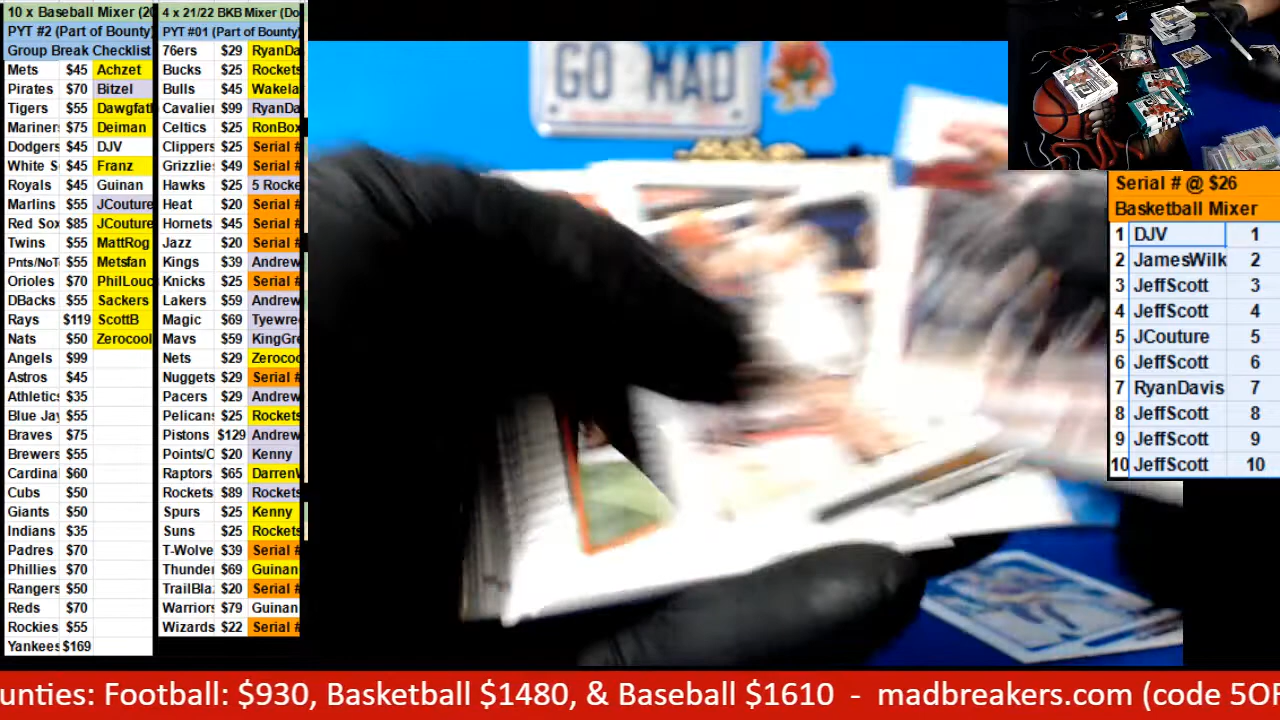 10 x Baseball Mixer (20
PYT #2 (Part of Bounty)
Group Break Checklist
Mets $45 Achzet
Pirates $70 Bitzel
Tigers $55 Dawgfath
Mariners $75 Deiman
Dodgers $45 DJV
White S $45 Franz
Royals $45 Guinan
Marlins $55 JCouture
Red Sox $85 JCouture
Twins $55 MattRog
Pnts/NoT $55 Metsfan
Orioles $70 PhilLouc
DBacks $55 Sackers
Rays $119 ScottB
Nats $50 Zerocool
Angels $99
Astros $45
Athletics $35
Blue Jay $55
Braves $75
Brewers $55
Cardina $60
Cubs $50
Giants $50
Indians $35
Padres $70
Phillies $70
Rangers $50
Reds $70
Rockies $55
Yankees $169
4 x 21/22 BKB Mixer (Do
PYT #01 (Part of Bounty)
76ers $29 RyanDa
Bucks $25 Rockets
Bulls $45 Wakela
Cavalier $99 RyanDa
Celtics $25 RonBox
Clippers $25 Serial #
Grizzlie $49 Serial #
Hawks $25 5 Rocke
Heat $20 Serial #
Hornets $45 Serial #
Jazz $20 Serial #
Kings $39 Andrew
Knicks $25 Serial #
Lakers $59 Andrew
Magic $69 Tyewre
Mavs $59 KingGre
Nets $29 Zerocoo
Nuggets $29 Serial #
Pacers $29 Andrew
Pelicans $25 Rockets
Pistons $129 Andrew
Points/C $20 Kenny
Raptors $65 DarrenW
Rockets $89 Rockets
Spurs $25 Kenny
Suns $25 Rockets
T-Wolve $39 Serial #
Thunder $69 Guinan
TrailBla $20 Serial #
Warriors $79 Guinan
Wizards $22 Serial #
GO MAD
Serial # @ $26
Basketball Mixer
1 DJV 1
2 JamesWilk 2
3 JeffScott 3
4 JeffScott 4
5 JCouture 5
6 JeffScott 6
7 RyanDavis 7
8 JeffScott 8
9 JeffScott 9
10 JeffScott 10
unties: Football: $930, Basketball $1480, & Baseball $1610 - madbreakers.com (code 5OF